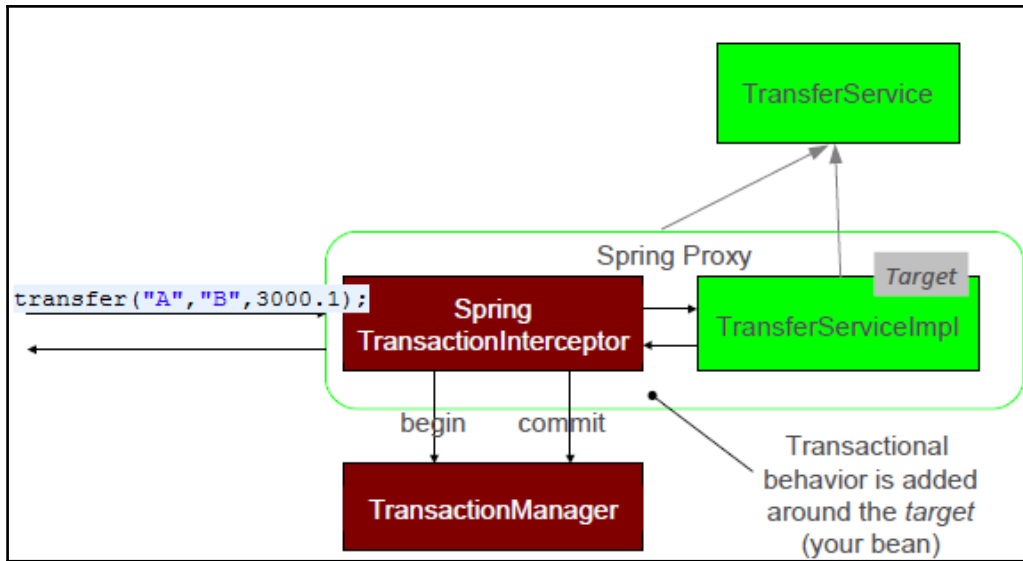 TransferService
Spring Proxy
Target
transfer("A","B",3000.1);
Spring
TransactionInterceptor
TransferServiceImpl
begin
commit
TransactionManager
Transactional
behavior is added
around the target
(your bean)